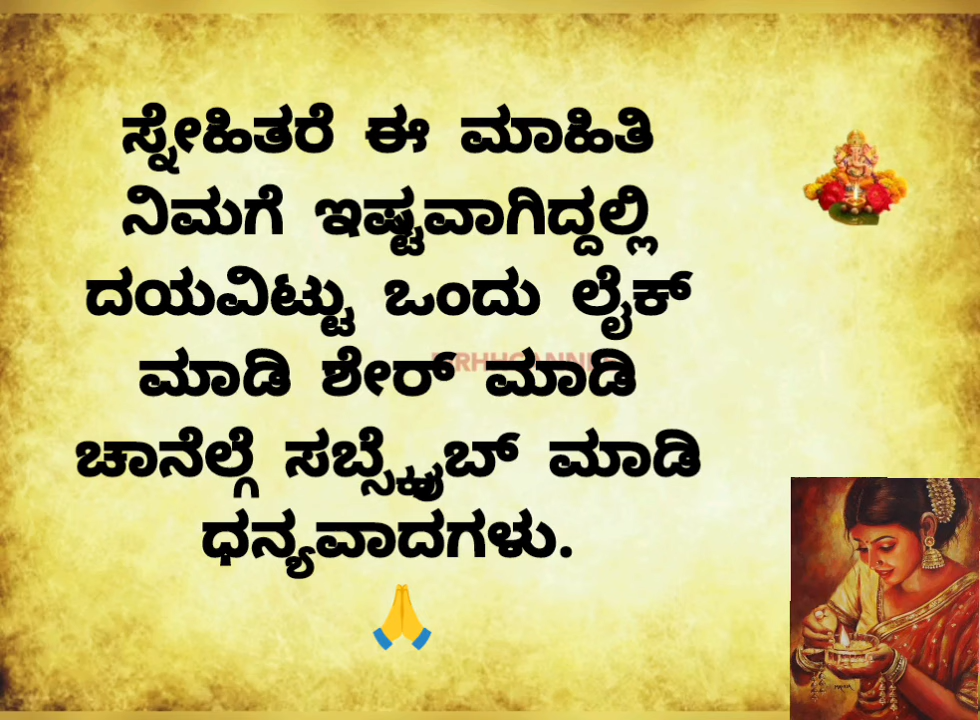 ಸ್ನೇಹಿತರೆ ಈ ಮಾಹಿತಿ
ನಿಮಗೆ ಇಷ್ಟವಾಗಿದ್ದಲ್ಲಿ
ದಯವಿಟ್ಟು ಒಂದು ಲೈಕ್
ಮಾಡಿ ಶೇರ್ ಮಾಡಿ
ಚಾನೆಲ್ಗೆ ಸಬ್ಸ್ಕ್ರೈಬ್ ಮಾಡಿ
ಧನ್ಯವಾದಗಳು.